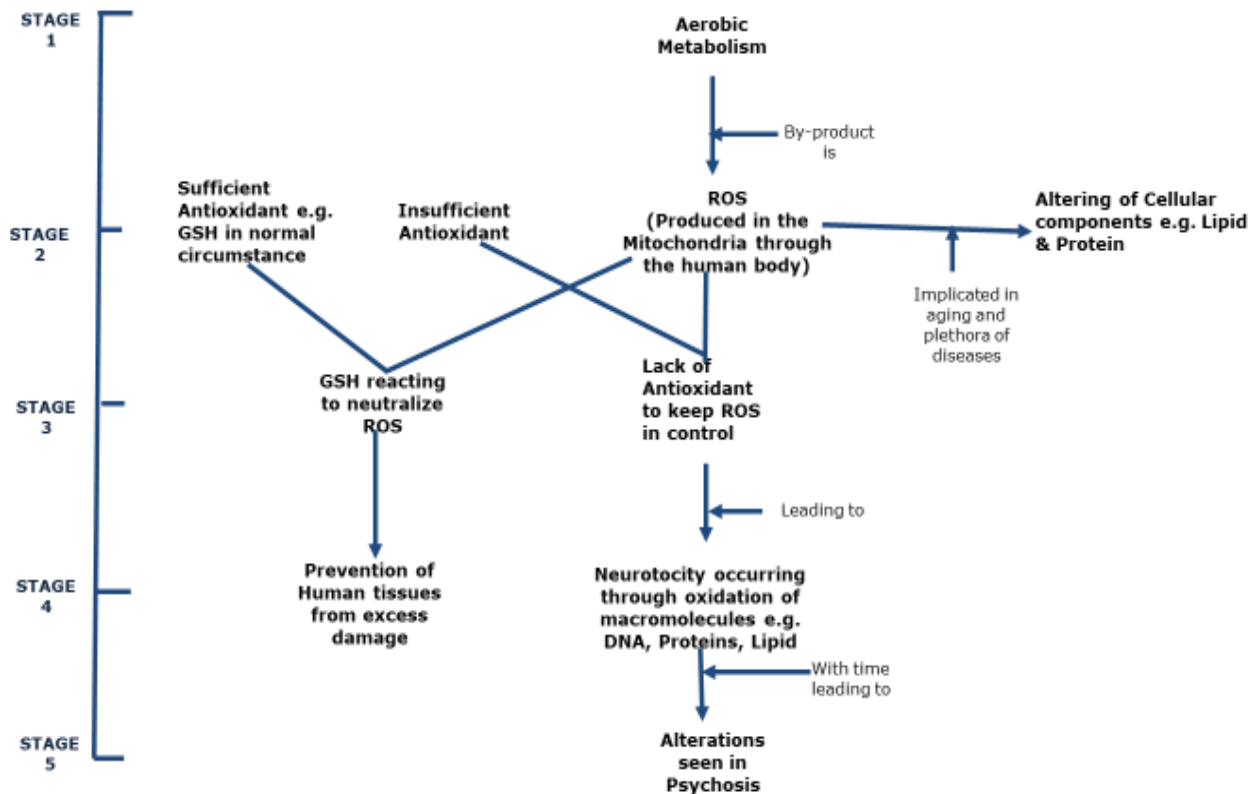 STAGE
1
Aerobic
Metabolism
By-product
is
STAGE
2
Sufficient
Antioxidant e.g.
GSH in normal
circumstance
Insufficient
Antioxidant
ROS
(Produced in the
Mitochondria through
the human body)
Altering of Cellular
components e.g. Lipid
& Protein
Implicated in
aging and
plethora of
diseases
STAGE
3
GSH reacting
to neutralize
ROS
Lack of
Antioxidant
to keep ROS
in control
Leading to
STAGE
4
Prevention of
Human tissues
from excess
damage
Neurotocity occurring
through oxidation of
macromolecules e.g.
DNA, Proteins, Lipid
With time
leading to
STAGE
5
Alterations
seen in
Psychosis